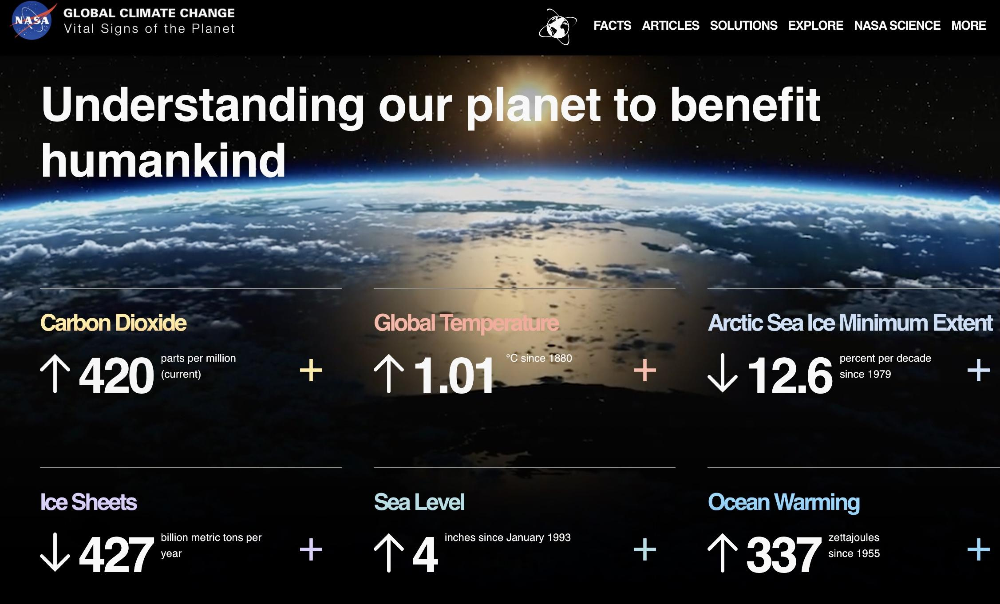 NASA
GLOBAL CLIMATE CHANGE
Vital Signs of the Planet
FACTS ARTICLES SOLUTIONS EXPLORE NASA SCIENCE MORE
Understanding our planet to benefit
humankind
Carbon Dioxide
420 parts per million
(current)
Global Temperature
1.01 °C since 1880
Arctic Sea Ice Minimum Extent
12.6 percent per decade
since 1979
Ice Sheets
427 billion metric tons per
year
Sea Level
4 inches since January 1993
Ocean Warming
337 zettajoules
since 1955